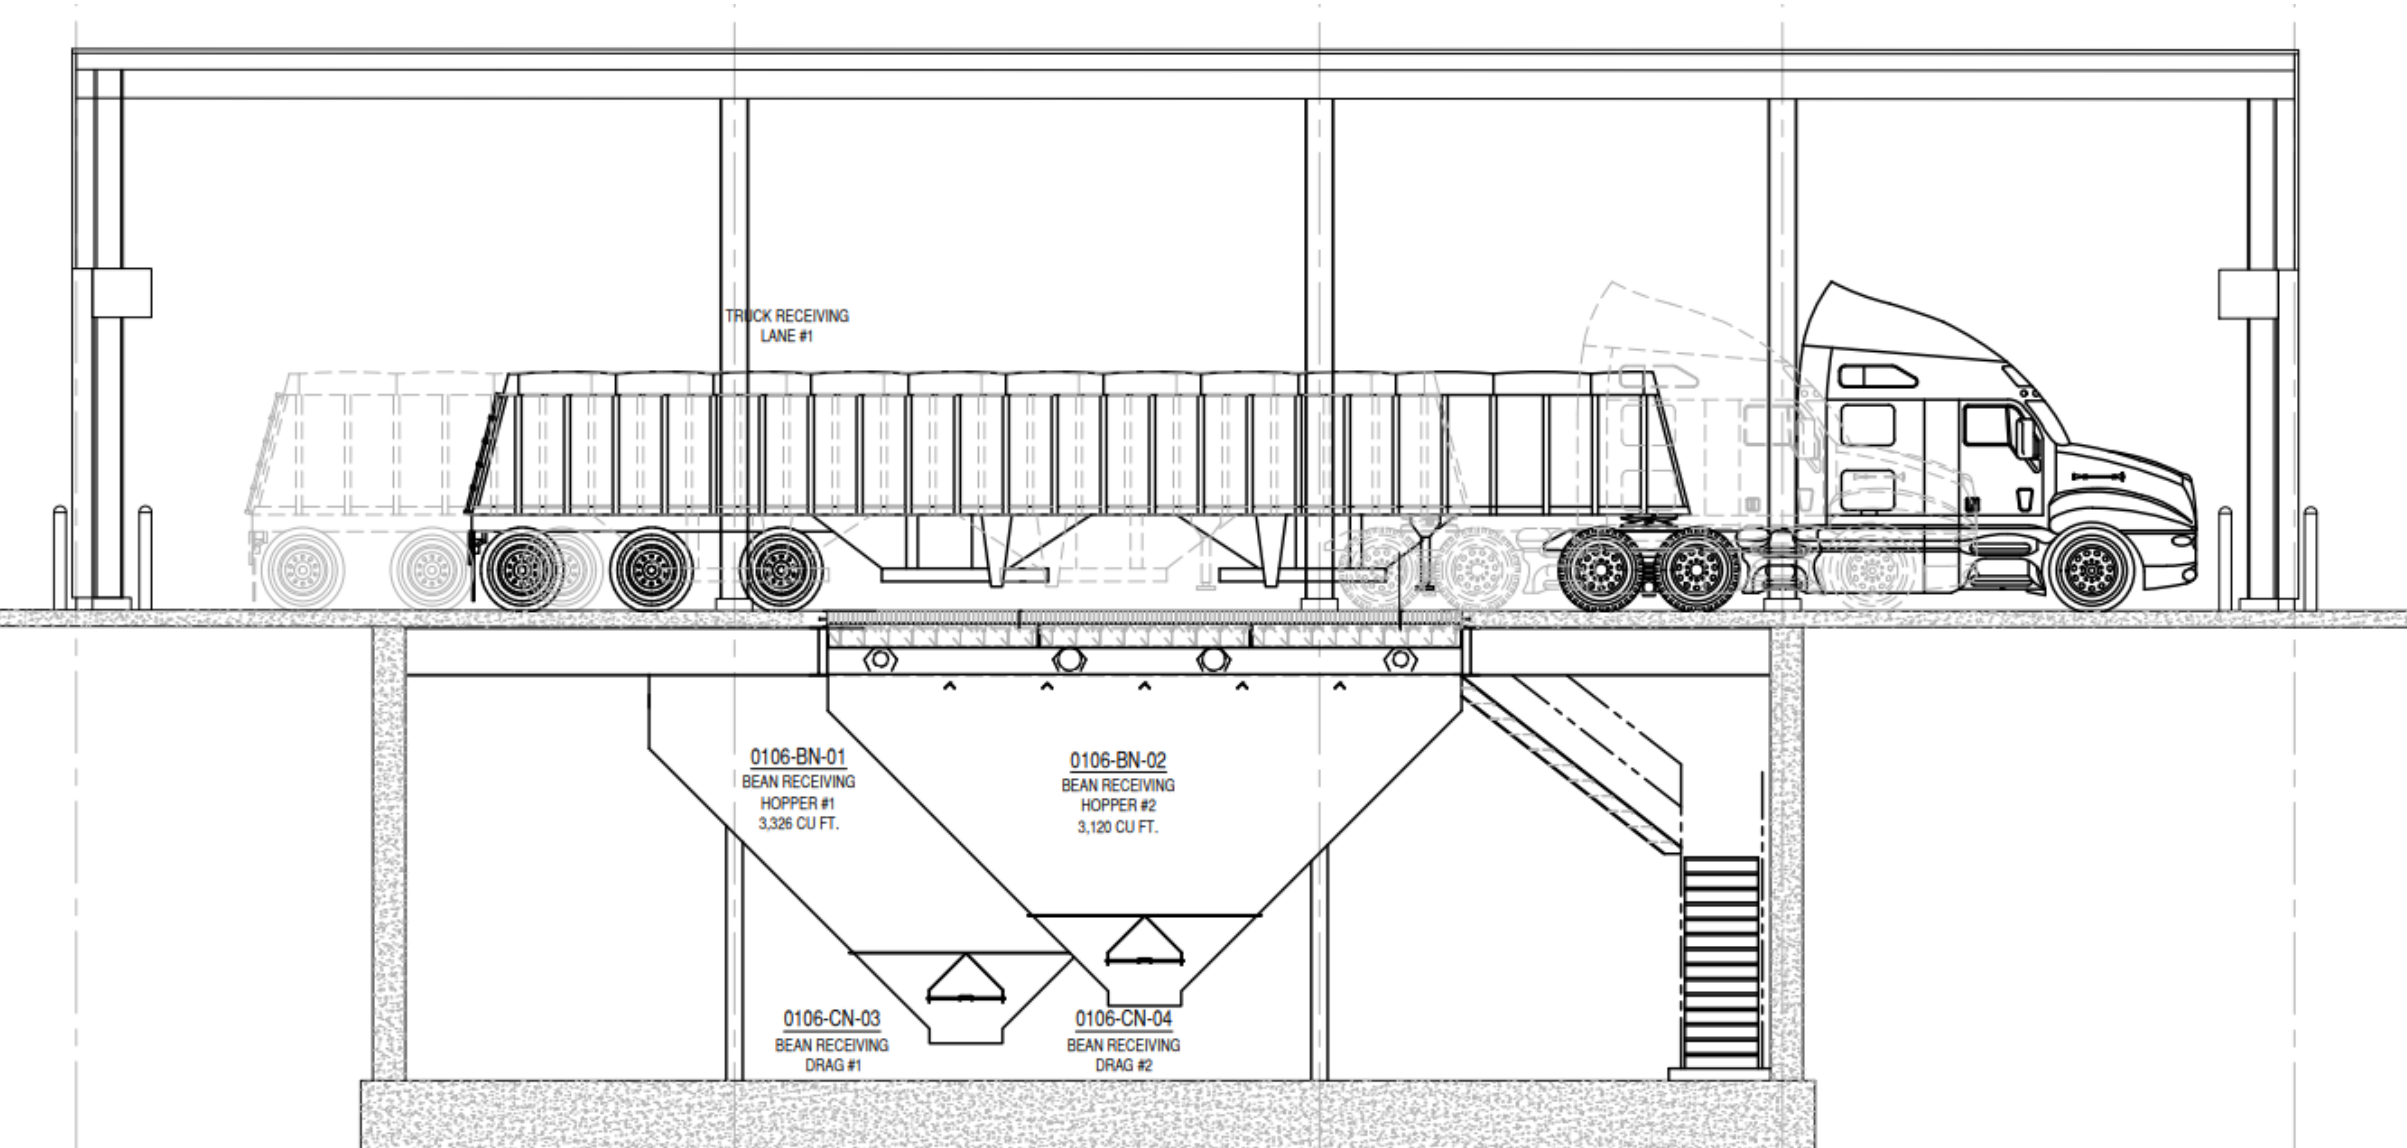 TRUCK RECEIVING
LANE #1
0106-BN-01
BEAN RECEIVING
HOPPER #1
3,326 CU FT.
0106-BN-02
BEAN RECEIVING
HOPPER #2
3,120 CU FT.
0106-CN-03
BEAN RECEIVING
DRAG #1
0106-CN-04
BEAN RECEIVING
DRAG #2